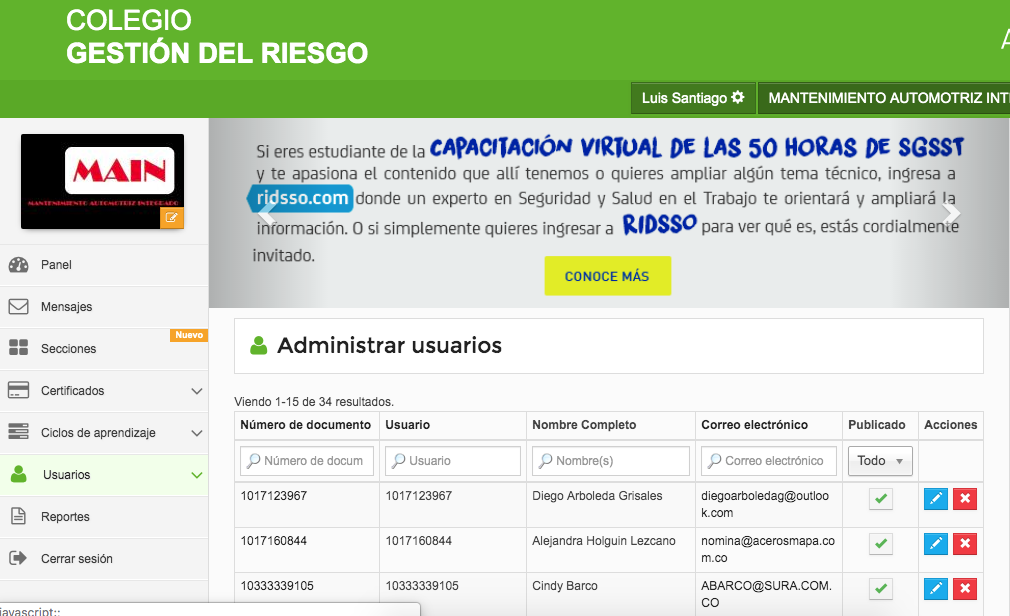 COLEGIO
GESTIÓN DEL RIESGO
A
Luis Santiago
MANTENIMIENTO AUTOMOTRIZ INT
MAIN
MANTENIMIENTO AUTOMOTRIZ INTEGRADO
Panel
Mensajes
Nuevo
Secciones
Certificados
Ciclos de aprendizaje
Usuarios
Reportes
Cerrar sesión
Si eres estudiante de la CAPACITACIÓN VIRTUAL DE LAS 50 HORAS DE SGSST
y te apasiona el contenido que allí tenemos o quieres ampliar algún tema técnico, ingresa a
ridsso.com donde un experto en Seguridad y Salud en el Trabajo te orientará y ampliará la
información. O si simplemente quieres ingresar a RIDSSO para ver qué es, estás cordialmente
invitado.
CONOCE MÁS
Administrar usuarios
Viendo 1-15 de 34 resultados.
Número de documento Usuario Nombre Completo Correo electrónico Publicado Acciones
Número de docum Usuario Nombre(s) Correo electrónico Todo
1017123967 1017123967 Diego Arboleda Grisales diegoarboledag@outloo
k.com
1017160844 1017160844 Alejandra Holguin Lezcano nomina@acerosmapa.co
m.co
10333339105 10333339105 Cindy Barco ABARCO@SURA.COM.
CO
javascript:;